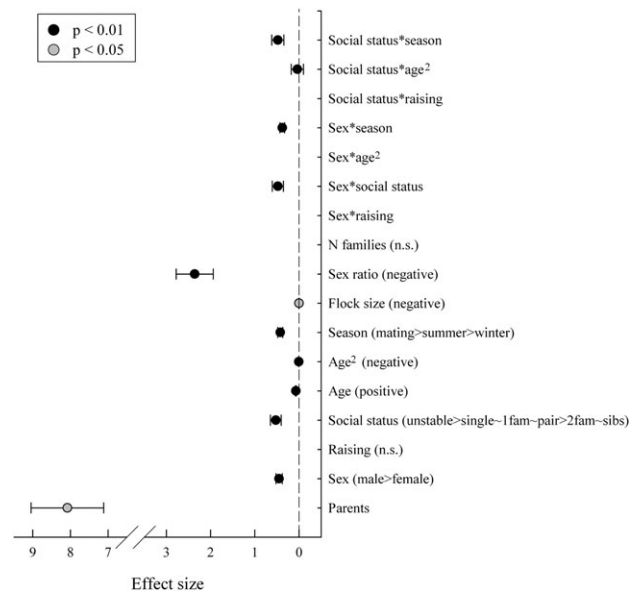 p < 0.01
p < 0.05
Social status*season
Social status*age²
Social status*raising
Sex*season
Sex*age²
Sex*social status
Sex*raising
N families (n.s.)
Sex ratio (negative)
Flock size (negative)
Season (mating>summer>winter)
Age² (negative)
Age (positive)
Social status (unstable>single~1fam~pair>2fam~sibs)
Raising (n.s.)
Sex (male>female)
Parents
9 8 7 3 2 1 0
Effect size